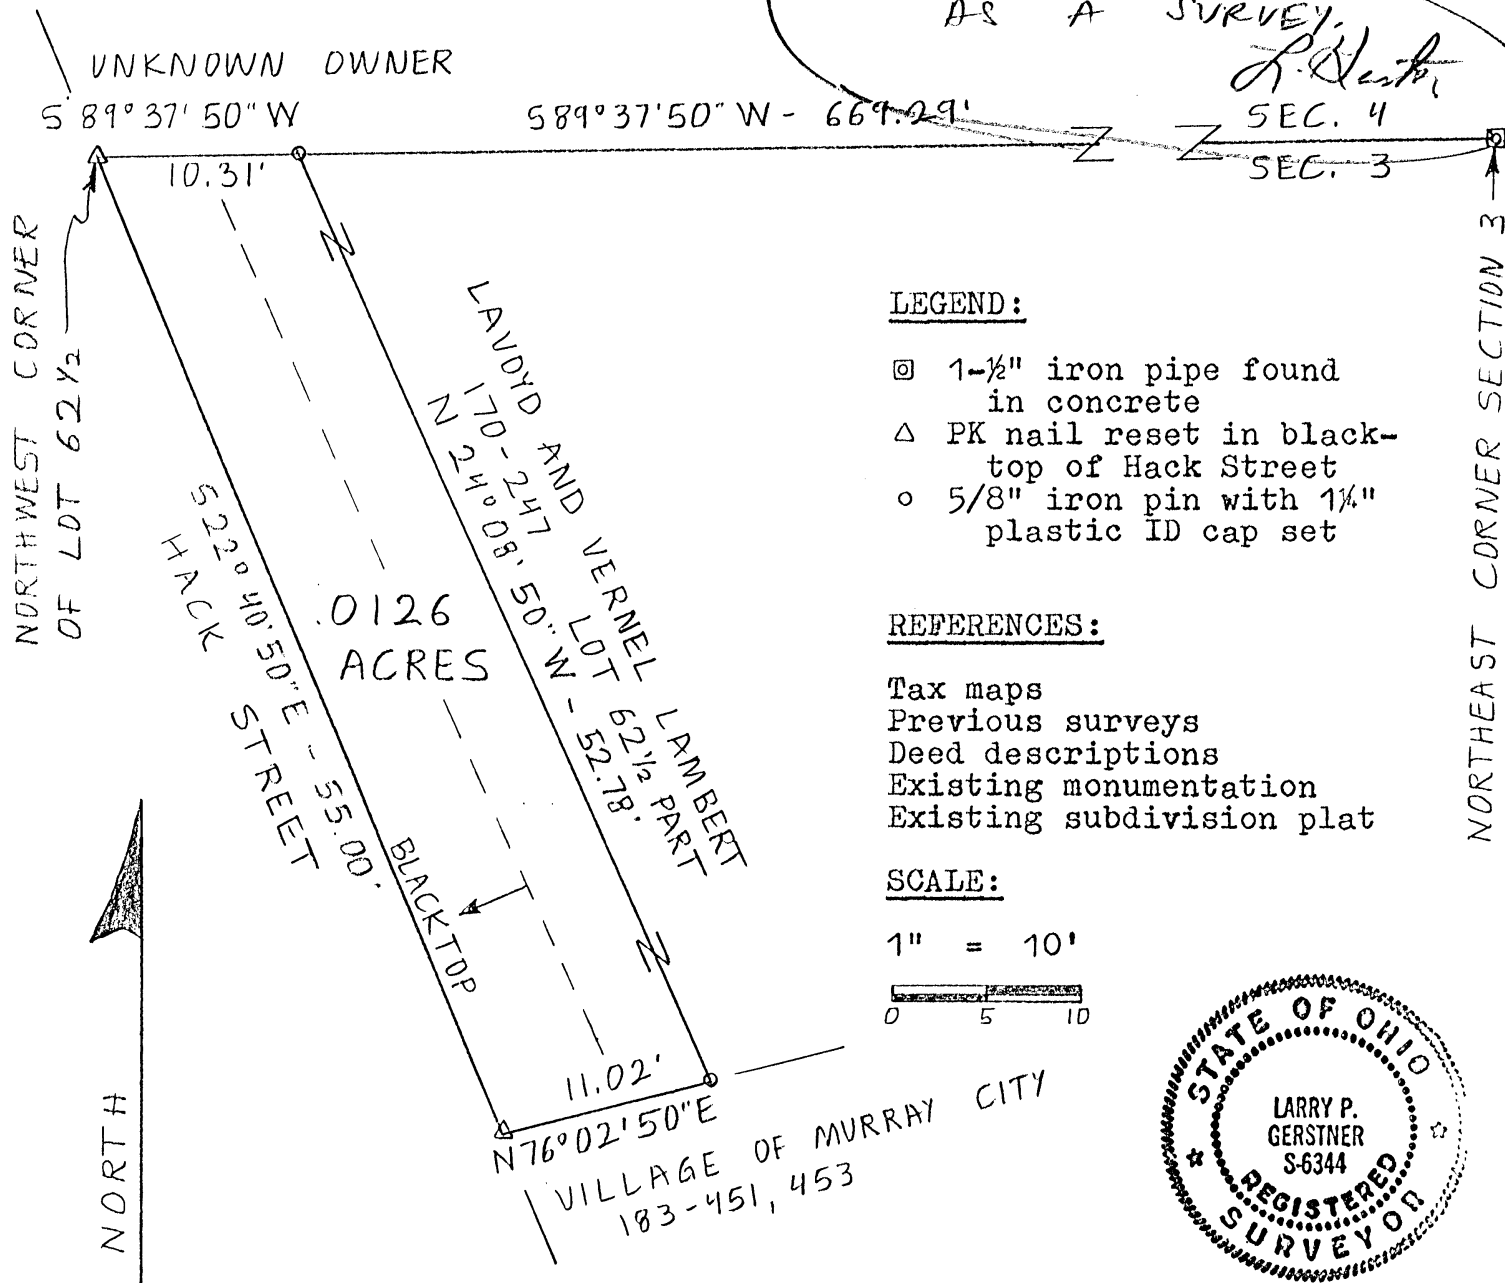 AS A SURVEY.
UNKNOWN OWNER
S 89° 37' 50" W
S 89° 37' 50" W - 669.29'
SEC. 4
10.31'
SEC. 3
NORTHWEST CORNER
OF LOT 62½
NORTHEAST CORNER SECTION 3
LAVOYD AND VERNEL LAMBERT
170-247 LOT 62½ PART
N 24° 08' 50" W - 52.78'
S 22° 40' 50" E - 55.00'
HACK STREET
.0126
ACRES
BLACKTOP
LEGEND:
1-½" iron pipe found
in concrete
PK nail reset in black-
top of Hack Street
5/8" iron pin with 1¼"
plastic ID cap set
REFERENCES:
Tax maps
Previous surveys
Deed descriptions
Existing monumentation
Existing subdivision plat
SCALE:
1" = 10'
0 5 10
11.02'
N 76° 02' 50" E
VILLAGE OF MURRAY CITY
183-451, 453
NORTH
STATE OF OHIO
LARRY P.
GERSTNER
S-6344
REGISTERED
SURVEYOR